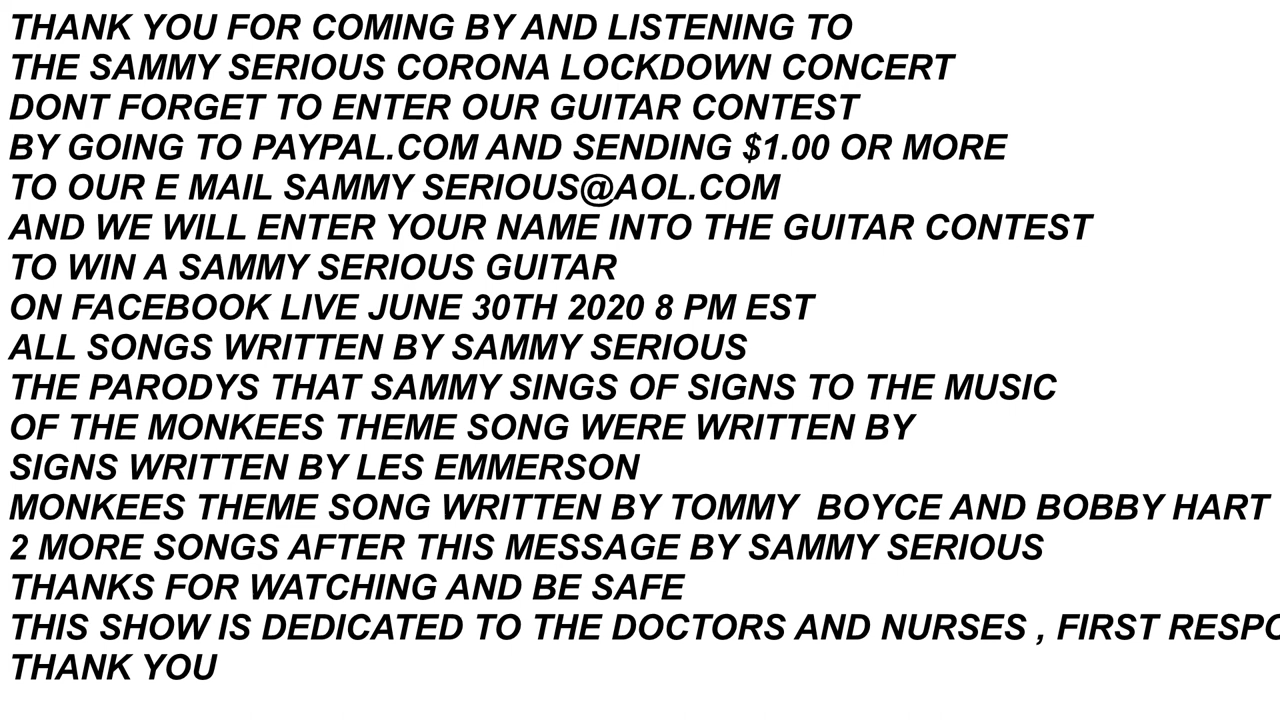 THANK YOU FOR COMING BY AND LISTENING TO
THE SAMMY SERIOUS CORONA LOCKDOWN CONCERT
DONT FORGET TO ENTER OUR GUITAR CONTEST
BY GOING TO PAYPAL.COM AND SENDING $1.00 OR MORE
TO OUR E MAIL SAMMY SERIOUS@AOL.COM
AND WE WILL ENTER YOUR NAME INTO THE GUITAR CONTEST
TO WIN A SAMMY SERIOUS GUITAR
ON FACEBOOK LIVE JUNE 30TH 2020 8 PM EST
ALL SONGS WRITTEN BY SAMMY SERIOUS
THE PARODYS THAT SAMMY SINGS OF SIGNS TO THE MUSIC
OF THE MONKEES THEME SONG WERE WRITTEN BY
SIGNS WRITTEN BY LES EMMERSON
MONKEES THEME SONG WRITTEN BY TOMMY  BOYCE AND BOBBY HART
2 MORE SONGS AFTER THIS MESSAGE BY SAMMY SERIOUS
THANKS FOR WATCHING AND BE SAFE
THIS SHOW IS DEDICATED TO THE DOCTORS AND NURSES , FIRST
THANK YOU